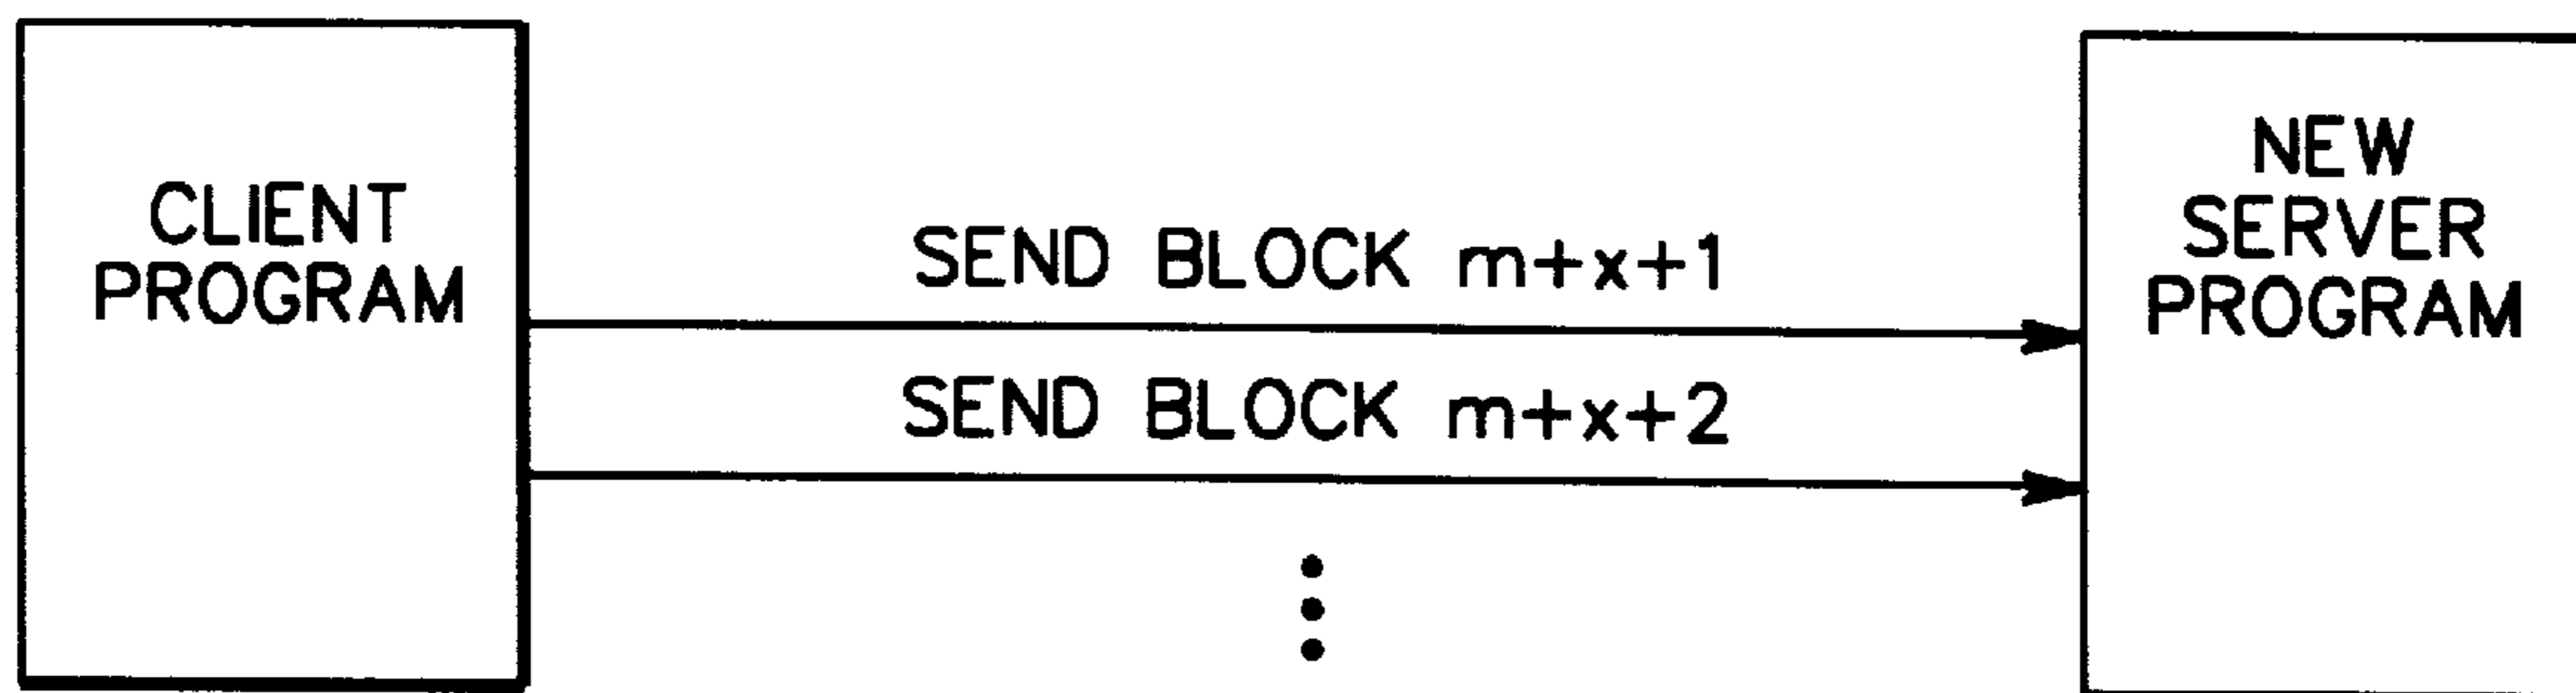 CLIENT
PROGRAM
SEND BLOCK m+x+1
SEND BLOCK m+x+2
NEW
SERVER
PROGRAM